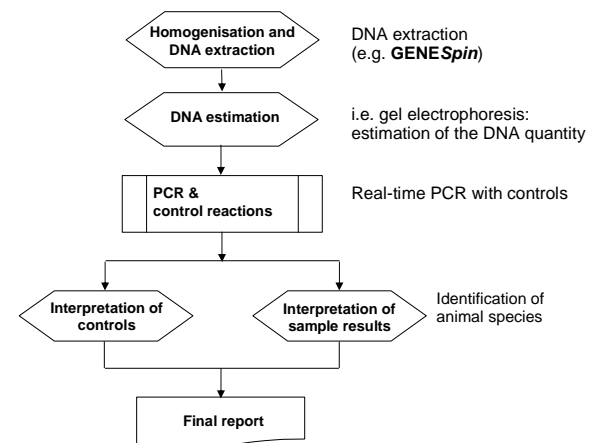 Homogenisation and
DNA extraction
DNA extraction
(e.g. GENESpin)
DNA estimation
i.e. gel electrophoresis:
estimation of the DNA quantity
PCR &
control reactions
Real-time PCR with controls
Interpretation of
controls
Interpretation of
sample results
Identification of
animal species
Final report